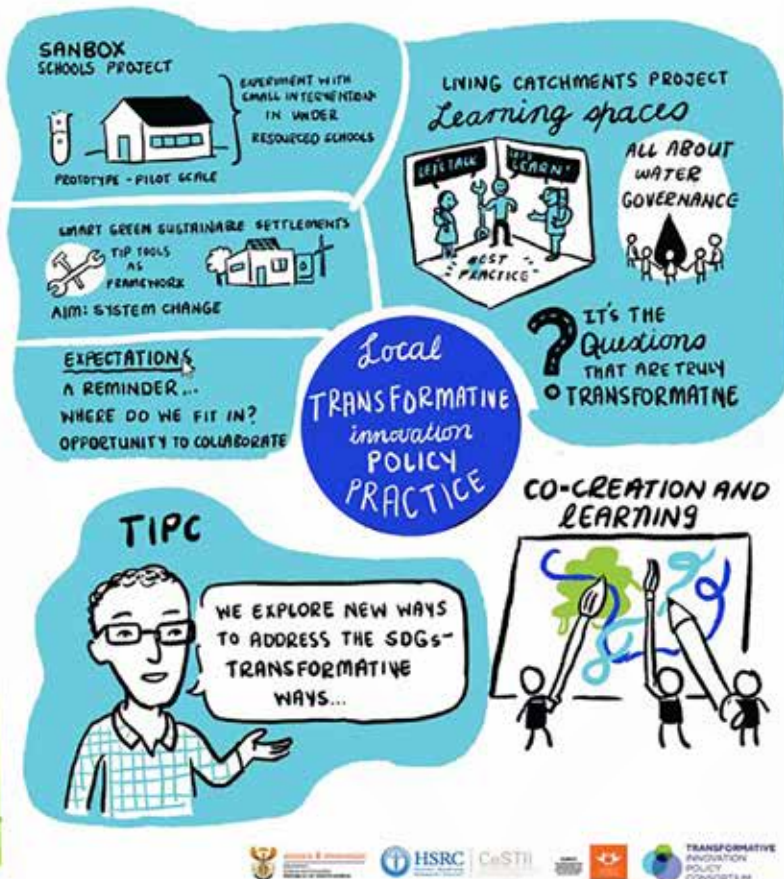 SANBOX
SCHOOLS PROJECT
EXPERIMENT WITH
SMALL INTERVENTION
IN UNDER
RESOURCED SCHOOLS
PROTOTYPE - PILOT SCALE
SMART GREEN SUSTAINABLE SETTLEMENTS
TIP TOOLS
AS
FRAMEWORK
AIM: SYSTEM CHANGE
EXPECTATIONS
A REMINDER...
WHERE DO WE FIT IN?
OPPORTUNITY TO COLLABORATE
LIVING CATCHMENTS PROJECT
Learning spaces
LET'S TALK
LET'S
LEARN!
PRACTICE
ALL ABOUT
WATER
GOVERNANCE
? IT'S THE
Questions
THAT ARE TRULY
TRANSFORMATIVE
Local
TRANSFORMATIVE
innovation
POLICY
PRACTICE
TIPC
WE EXPLORE NEW WAYS
TO ADDRESS THE SDGs-
TRANSFORMATIVE
WAYS...
CO-CREATION AND
LEARNING
HSRC
CeSTII
TRANSFORMATIVE
INNOVATION
POLICY
CONSORTIUM